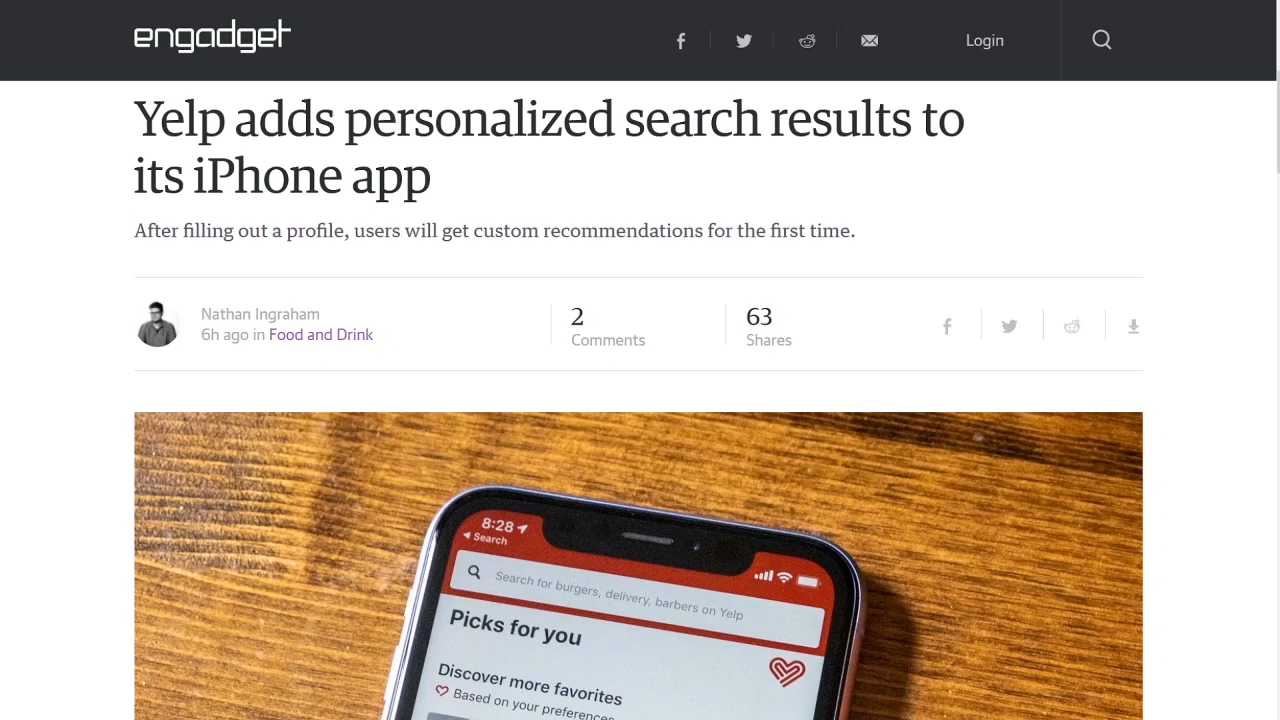 engadget
Login
Yelp adds personalized search results to
its iPhone app
After filling out a profile, users will get custom recommendations for the first time.
Nathan Ingraham
6h ago in Food and Drink
2
Comments
63
Shares
8:28
Search
Search for burgers, delivery, barbers on Yelp
Picks for you
Discover more favorites
Based on your preferences